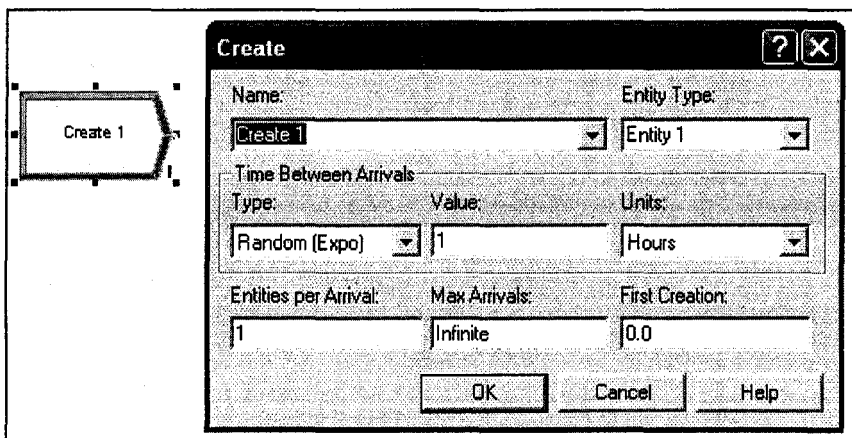 Create
Create 1
Name:
Entity Type:
Create 1
Entity 1
Time Between Arrivals
Type:
Value:
Units:
Random (Expo)
1
Hours
Entities per Arrival:
Max Arrivals:
First Creation:
1
Infinite
0.0
OK
Cancel
Help